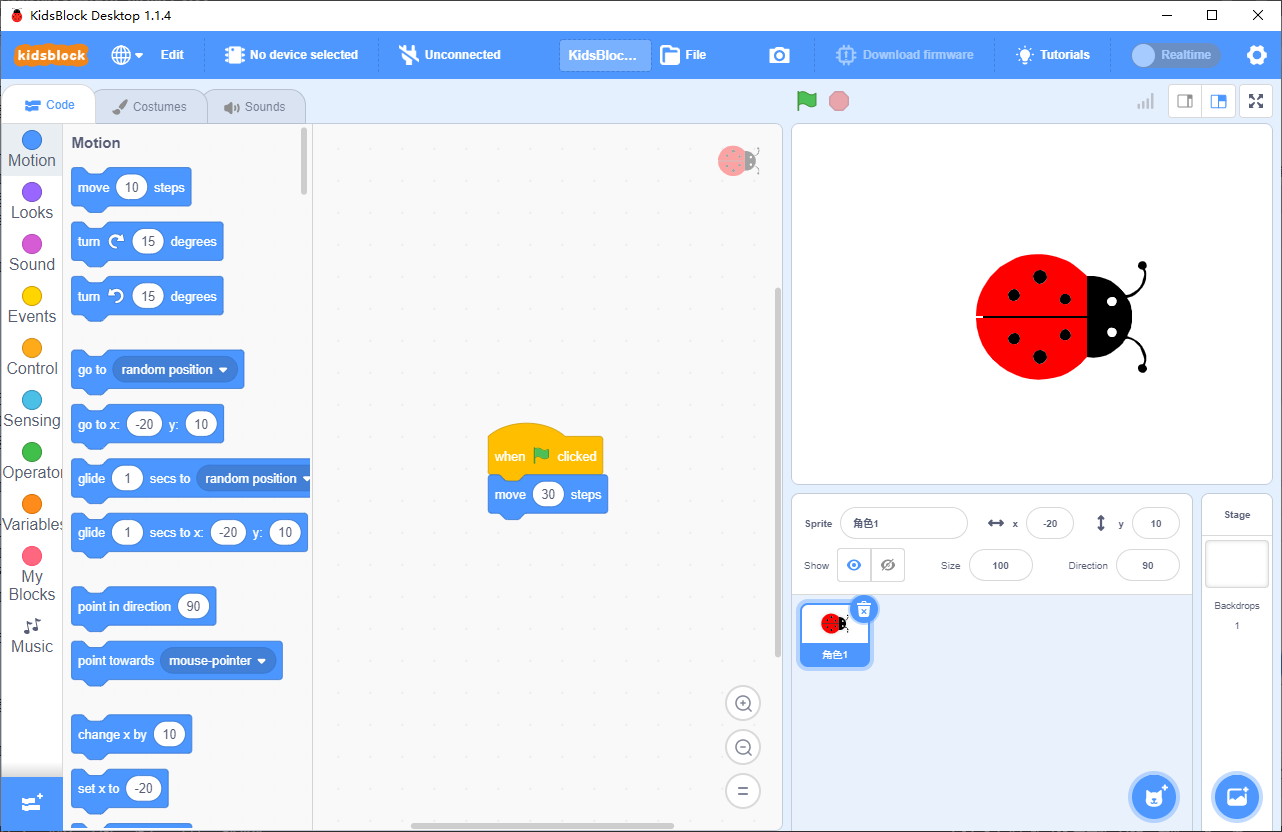 KidsBlock Desktop 1.1.4
kidsblock
Edit
No device selected
Unconnected
KidsBloc...
File
Download firmware
Tutorials
Realtime
Code
Costumes
Sounds
Motion
Looks
Sound
Events
Control
Sensing
Operator
Variables
My
Blocks
Music
Motion
move 10 steps
turn 15 degrees
turn 15 degrees
go to random position
go to x: -20 y: 10
glide 1 secs to random position
glide 1 secs to x: -20 y: 10
point in direction 90
point towards mouse-pointer
change x by 10
set x to -20
when clicked
move 30 steps
Sprite 角色1 x -20 y 10
Show Size 100 Direction 90
角色1
Stage
Backdrops
1